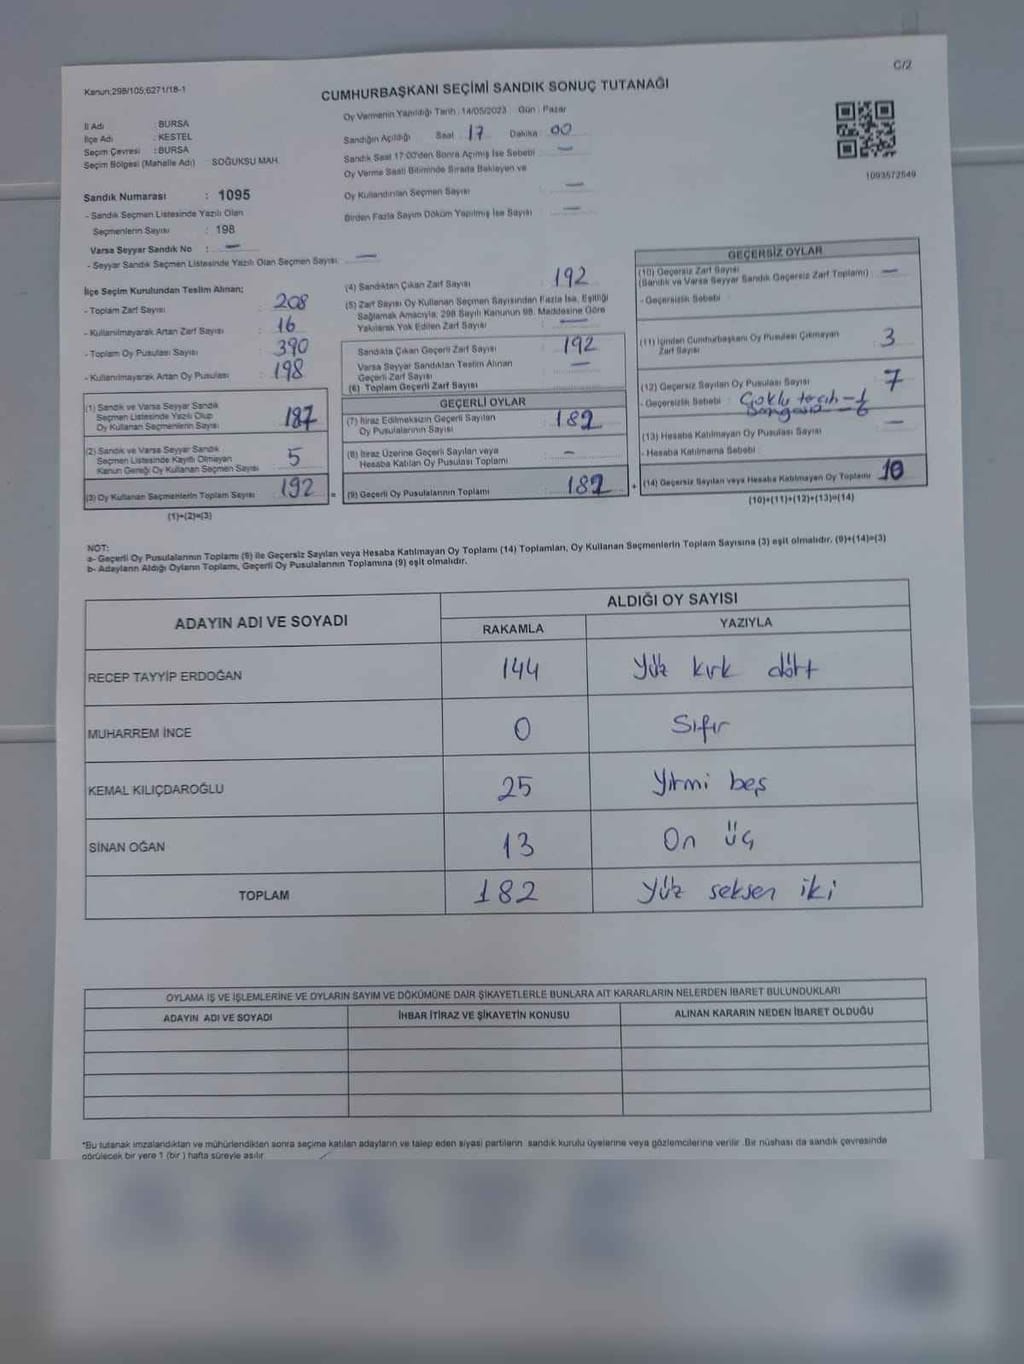 C/2
Kanun;298/105;6271/18-1
CUMHURBAŞKANI SEÇİMİ SANDIK SONUÇ TUTANAĞI
Oy Vermenin Yapıldığı Tarih : 14/05/2023 Gün : Pazar
İl Adı : BURSA
İlçe Adı : KESTEL
Seçim Çevresi : BURSA
Seçim Bölgesi (Mahalle Adı) : SOĞUKSU MAH.
Sandığın Açıldığı Saat 17 Dakika 00
Sandık Saat 17:00'den Sonra Açılmış İse Sebebi —
Oy Verme Saati Bitiminde Sırada Bekleyen ve
Oy Kullandırılan Seçmen Sayısı : —
Birden Fazla Sayım Döküm Yapılmış İse Sayısı : —
1093572549
Sandık Numarası : 1095
- Sandık Seçmen Listesinde Yazılı Olan
Seçmenlerin Sayısı : 198
Varsa Seyyar Sandık No : —
- Seyyar Sandık Seçmen Listesinde Yazılı Olan Seçmen Sayısı: —
İlçe Seçim Kurulundan Teslim Alınan;
- Toplam Zarf Sayısı : 208
- Kullanılmayarak Artan Zarf Sayısı : 16
- Toplam Oy Pusulası Sayısı : 390
- Kullanılmayarak Artan Oy Pusulası : 198
(1) Sandık ve Varsa Seyyar Sandık
Seçmen Listesinde Yazılı Olup
Oy Kullanan Seçmenlerin Sayısı : 187
(2) Sandık ve Varsa Seyyar Sandık
Seçmen Listesinde Kayıtlı Olmayan
Kanun Gereği Oy Kullanan Seçmen Sayısı : 5
(3) Oy Kullanan Seçmenlerin Toplam Sayısı : 192
(1)+(2)=(3)
(4) Sandıktan Çıkan Zarf Sayısı : 192
(5) Zarf Sayısı Oy Kullanan Seçmen Sayısından Fazla İse, Eşitliği
Sağlamak Amacıyla; 298 Sayılı Kanunun 98. Maddesine Göre
Yakılarak Yok Edilen Zarf Sayısı : —
Sandıkta Çıkan Geçerli Zarf Sayısı : 192
Varsa Seyyar Sandıktan Teslim Alınan
Geçerli Zarf Sayısı : —
(6) Toplam Geçerli Zarf Sayısı
GEÇERLİ OYLAR
(7) İtiraz Edilmeksizin Geçerli Sayılan
Oy Pusulalarının Sayısı : 182
(8) İtiraz Üzerine Geçerli Sayılan veya
Hesaba Katılan Oy Pusulası Toplamı : —
(9) Geçerli Oy Pusulalarının Toplamı : 182
GEÇERSİZ OYLAR
(10) Geçersiz Zarf Sayısı
(Sandık ve Varsa Seyyar Sandık Geçersiz Zarf Toplamı) : —
- Geçersizlik Sebebi :
(11) İçinden Cumhurbaşkanı Oy Pusulası Çıkmayan
Zarf Sayısı : 3
(12) Geçersiz Sayılan Oy Pusulası Sayısı : 7
- Geçersizlik Sebebi : Çoklu tercih - 6
(13) Hesaba Katılmayan Oy Pusulası Sayısı : —
- Hesaba Katılmama Sebebi :
(14) Geçersiz Sayılan veya Hesaba Katılmayan Oy Toplamı : 10
(10)+(11)+(12)+(13)=(14)
NOT:
a- Geçerli Oy Pusulalarının Toplamı (9) ile Geçersiz Sayılan veya Hesaba Katılmayan Oy Toplamı (14) Toplamları, Oy Kullanan Seçmenlerin Toplam Sayısına (3) eşit olmalıdır. (9)+(14)=(3)
b- Adayların Aldığı Oyların Toplamı, Geçerli Oy Pusulalarının Toplamına (9) eşit olmalıdır.
ADAYIN ADI VE SOYADI ALDIĞI OY SAYISI
RAKAMLA YAZIYLA
RECEP TAYYİP ERDOĞAN 144 Yüz kırk dört
MUHARREM İNCE 0 Sıfır
KEMAL KILIÇDAROĞLU 25 Yirmi beş
SİNAN OĞAN 13 On üç
TOPLAM 182 Yüz seksen iki
OYLAMA İŞ VE İŞLEMLERİNE VE OYLARIN SAYIM VE DÖKÜMÜNE DAİR ŞİKAYETLERLE BUNLARA AİT KARARLARIN NELERDEN İBARET BULUNDUKLARI
ADAYIN ADI VE SOYADI İHBAR İTİRAZ VE ŞİKAYETİN KONUSU ALINAN KARARIN NEDEN İBARET OLDUĞU
*Bu tutanak imzalandıktan ve mühürlendikten sonra seçime katılan adayların ve talep eden siyasi partilerin sandık kurulu üyelerine veya gözlemcilerine verilir. Bir nüshası da sandık çevresinde
görülecek bir yere 1 (bir) hafta süreyle asılır.